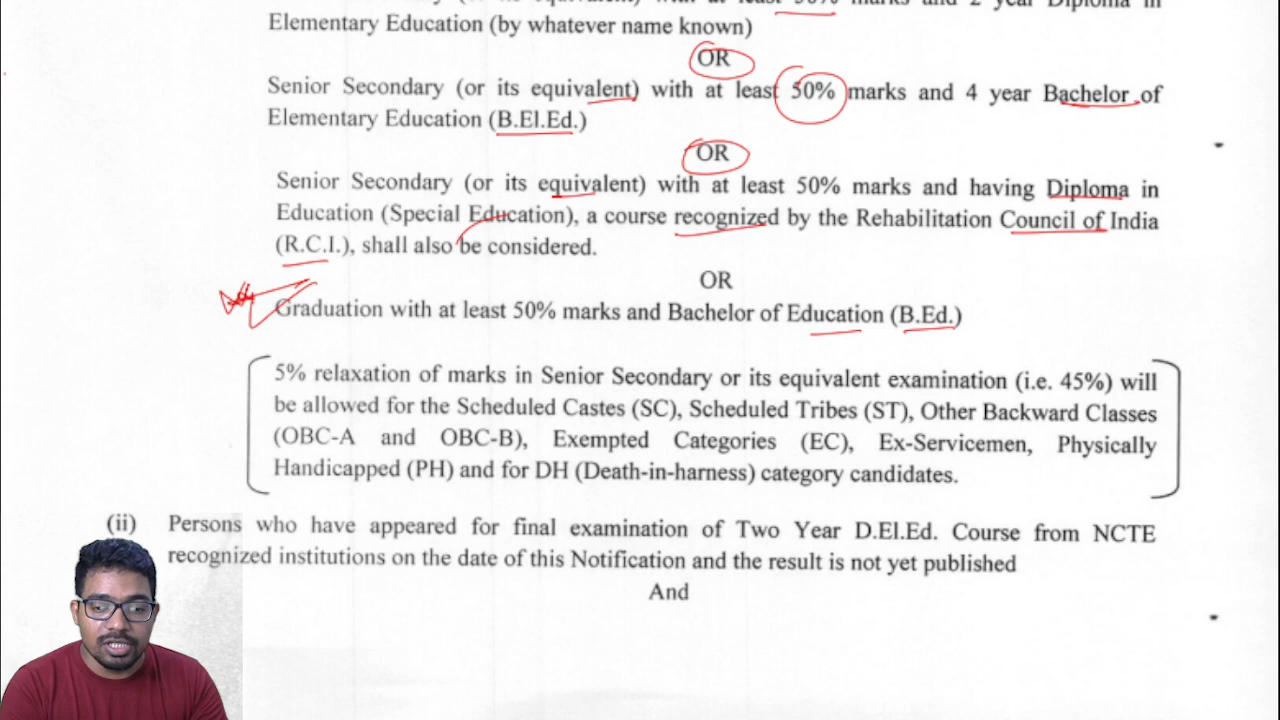 Elementary Education (by whatever name known)
OR
Senior Secondary (or its equivalent) with at least 50% marks and 4 year Bachelor of
Elementary Education (B.El.Ed.)
OR
Senior Secondary (or its equivalent) with at least 50% marks and having Diploma in
Education (Special Education), a course recognized by the Rehabilitation Council of India
(R.C.I.), shall also be considered.
OR
Graduation with at least 50% marks and Bachelor of Education (B.Ed.)
5% relaxation of marks in Senior Secondary or its equivalent examination (i.e. 45%) will
be allowed for the Scheduled Castes (SC), Scheduled Tribes (ST), Other Backward Classes
(OBC-A and OBC-B), Exempted Categories (EC), Ex-Servicemen, Physically
Handicapped (PH) and for DH (Death-in-harness) category candidates.
(ii) Persons who have appeared for final examination of Two Year D.El.Ed. Course from NCTE
recognized institutions on the date of this Notification and the result is not yet published
And